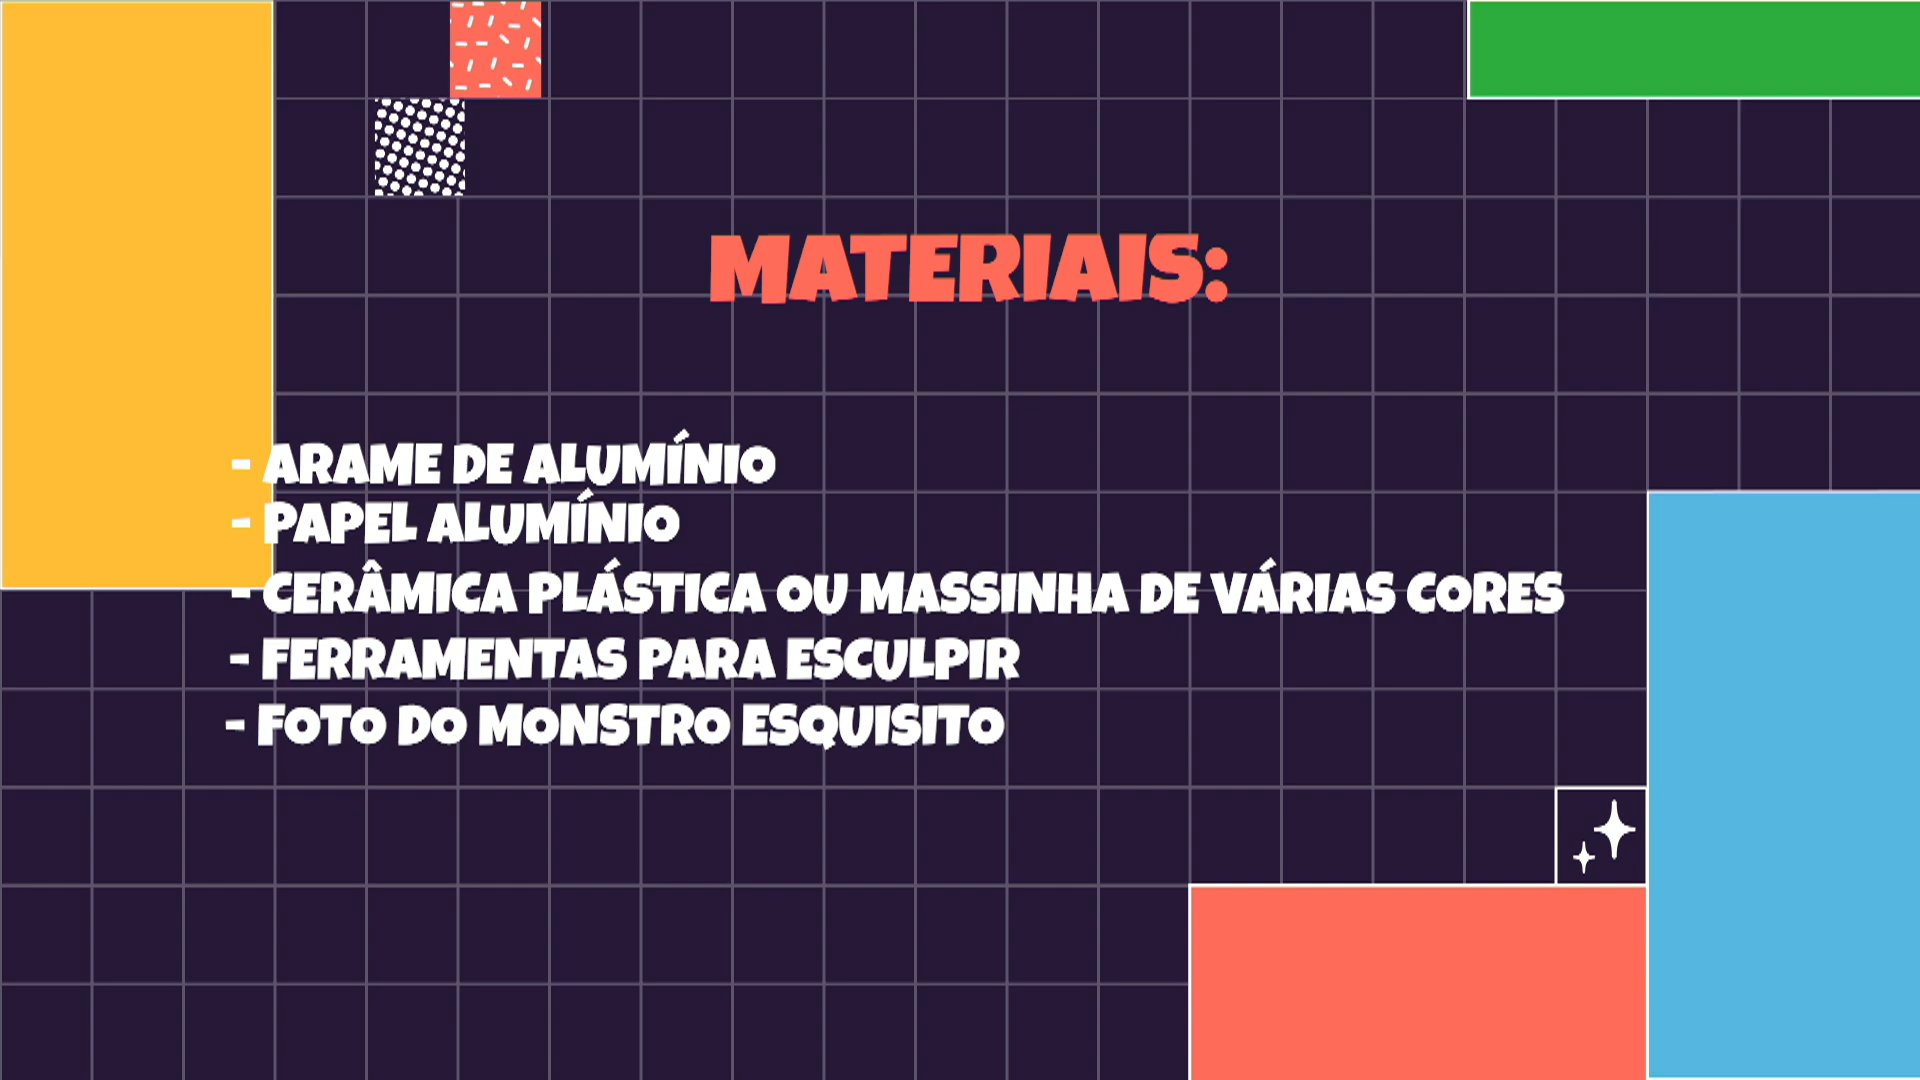 MATERIAIS:
- ARAME DE ALUMÍNIO
- PAPEL ALUMÍNIO
- CERÂMICA PLÁSTICA OU MASSINHA DE VÁRIAS CORES
- FERRAMENTAS PARA ESCULPIR
- FOTO DO MONSTRO ESQUISITO